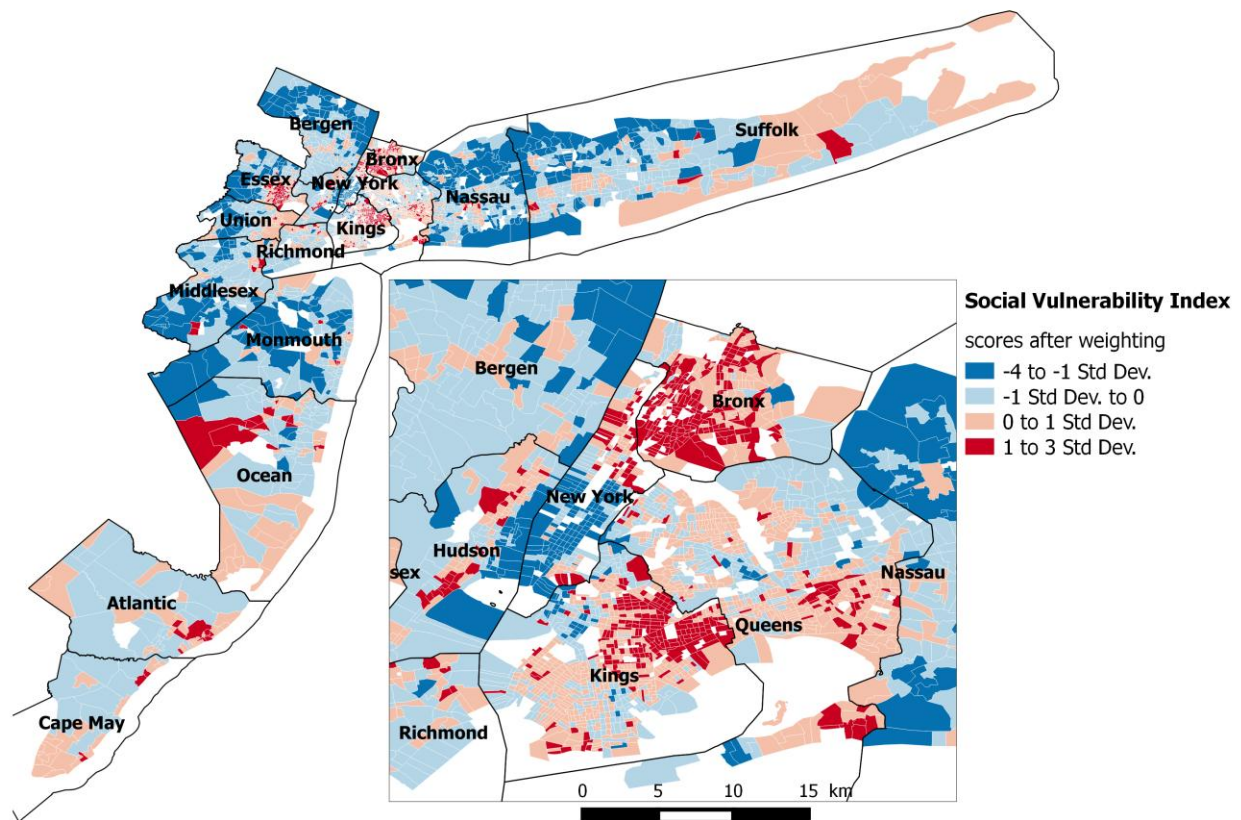 Suffolk
Bergen
Bronx
Essex
New York
Nassau
Union
Kings
Richmond
Middlesex
Monmouth
Ocean
Atlantic
Cape May
Bergen
Bronx
New York
Hudson
sex
Nassau
Queens
Kings
Richmond
0 5 10 15 km
Social Vulnerability Index
scores after weighting
-4 to -1 Std Dev.
-1 Std Dev. to 0
0 to 1 Std Dev.
1 to 3 Std Dev.